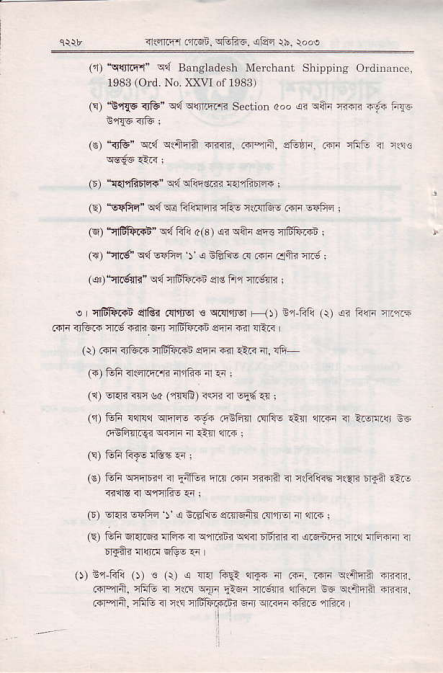 ৭২২৮ বাংলাদেশ গেজেট, অতিরিক্ত, এপ্রিল ২৯, ২০০৩
(গ) “অধ্যাদেশ” অর্থ Bangladesh Merchant Shipping Ordinance,
1983 (Ord. No. XXVI of 1983)
(ঘ) “উপযুক্ত ব্যক্তি” অর্থ অধ্যাদেশের Section ৫০০ এর অধীন সরকার কর্তৃক নিযুক্ত
উপযুক্ত ব্যক্তি ;
(ঙ) “ব্যক্তি” অর্থে অংশীদারী কারবার, কোম্পানী, প্রতিষ্ঠান, কোন সমিতি বা সংঘও
অন্তর্ভূক্ত হইবে ;
(চ) “মহাপরিচালক” অর্থ অধিদপ্তরের মহাপরিচালক ;
(ছ) “তফসিল” অর্থ অত্র বিধিমালার সহিত সংযোজিত কোন তফসিল ;
(জ) “সার্টিফিকেট” অর্থ বিধি ৫(৪) এর অধীন প্রদত্ত সার্টিফিকেট ;
(ঝ) “সার্ভে” অর্থ তফসিল ‘১’ এ উল্লিখিত যে কোন শ্রেণীর সার্ভে ;
(ঞ) “সার্ভেয়ার” অর্থ সার্টিফিকেট প্রাপ্ত শিপ সার্ভেয়ার ;
৩। সার্টিফিকেট প্রাপ্তির যোগ্যতা ও অযোগ্যতা।—(১) উপ-বিধি (২) এর বিধান সাপেক্ষে
কোন ব্যক্তিকে সার্ভে করার জন্য সার্টিফিকেট প্রদান করা যাইবে।
(২) কোন ব্যক্তিকে সার্টিফিকেট প্রদান করা হইবে না, যদি—
(ক) তিনি বাংলাদেশের নাগরিক না হন ;
(খ) তাহার বয়স ৬৫ (পয়ষট্টি) বৎসর বা তদুর্দ্ধ হয় ;
(গ) তিনি যথাযথ আদালত কর্তৃক দেউলিয়া ঘোষিত হইয়া থাকেন বা ইতোমধ্যে উক্ত
দেউলিয়াত্বের অবসান না হইয়া থাকে ;
(ঘ) তিনি বিকৃত মস্তিষ্ক হন ;
(ঙ) তিনি অসদাচরণ বা দুর্নীতির দায়ে কোন সরকারী বা সংবিধিবদ্ধ সংস্থার চাকুরী হইতে
বরখাস্ত বা অপসারিত হন ;
(চ) তাহার তফসিল ‘১’ এ উল্লেখিত প্রয়োজনীয় যোগ্যতা না থাকে ;
(ছ) তিনি জাহাজের মালিক বা অপারেটর অথবা চার্টারার বা এজেন্টদের সাথে মালিকানা বা
চাকুরীর মাধ্যমে জড়িত হন।
(১) উপ-বিধি (১) ও (২) এ যাহা কিছুই থাকুক না কেন, কোন অংশীদারী কারবার,
কোম্পানী, সমিতি বা সংঘে অন্যূন দুইজন সার্ভেয়ার থাকিলে উক্ত অংশীদারী কারবার,
কোম্পানী, সমিতি বা সংঘ সার্টিফিকেটের জন্য আবেদন করিতে পারিবে।